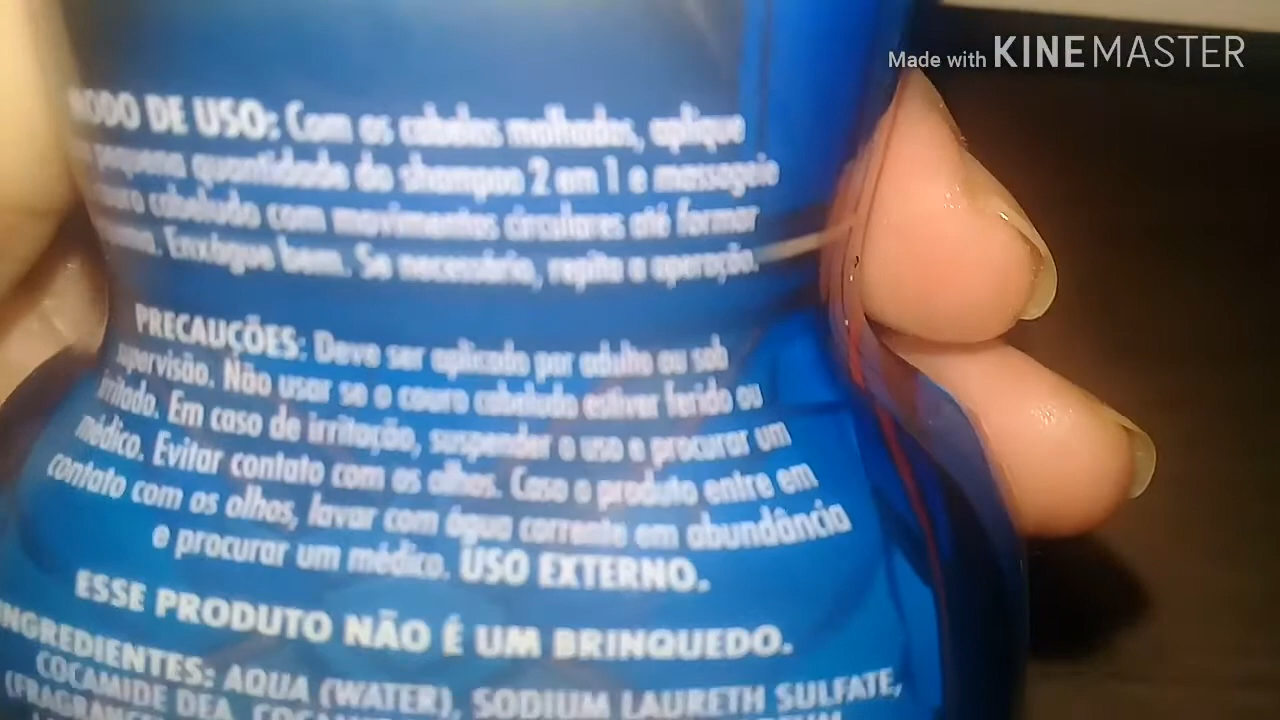 Made with KINEMASTER
MODO DE USO: Com os cabelos molhados, aplique
pequena quantidade do shampoo 2 em 1 e massageie
couro cabeludo com movimentos circulares até formar
espuma. Enxágue bem. Se necessário, repita a operação.
PRECAUÇÕES: Deve ser aplicado por adulto ou sob
supervisão. Não usar se o couro cabeludo estiver ferido ou
irritado. Em caso de irritação, suspender o uso e procurar um
médico. Evitar contato com os olhos. Caso o produto entre em
contato com os olhos, lavar com água corrente em abundância
e procurar um médico. USO EXTERNO.
ESSE PRODUTO NÃO É UM BRINQUEDO.
INGREDIENTES: AQUA (WATER), SODIUM LAURETH SULFATE,
COCAMIDE DEA,